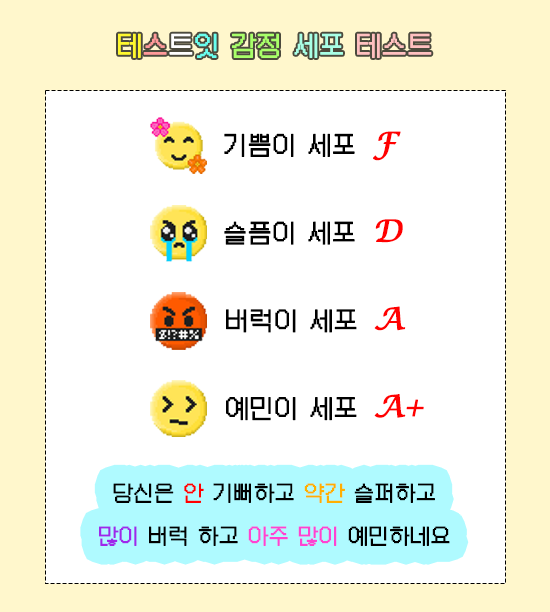 테스트잇 감정 세포 테스트
기쁨이 세포 F
슬픔이 세포 D
$!?#%
버럭이 세포 A
예민이 세포 A+
당신은 안 기뻐하고 약간 슬퍼하고
많이 버럭 하고 아주 많이 예민하네요